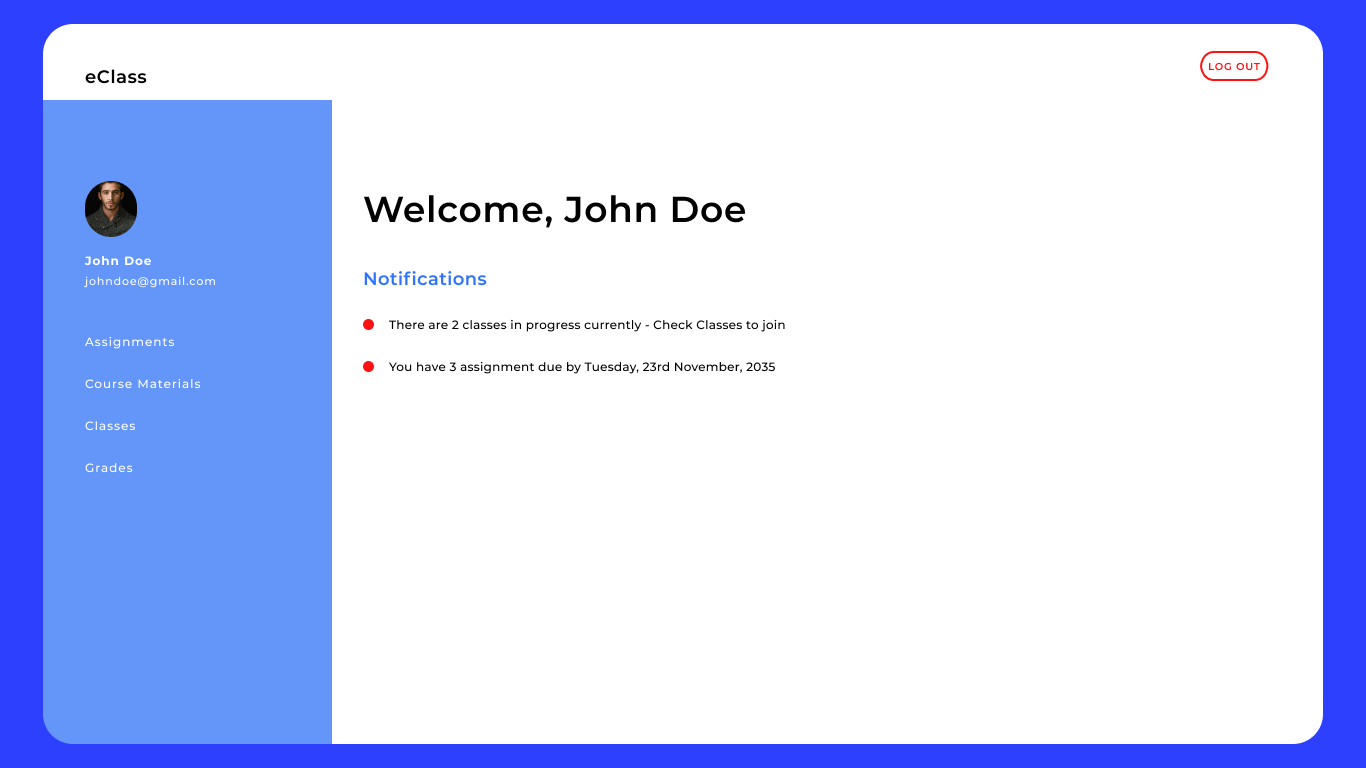 eClass
LOG OUT
John Doe
johndoe@gmail.com
Assignments
Course Materials
Classes
Grades
Welcome, John Doe
Notifications
There are 2 classes in progress currently - Check Classes to join
You have 3 assignment due by Tuesday, 23rd November, 2035